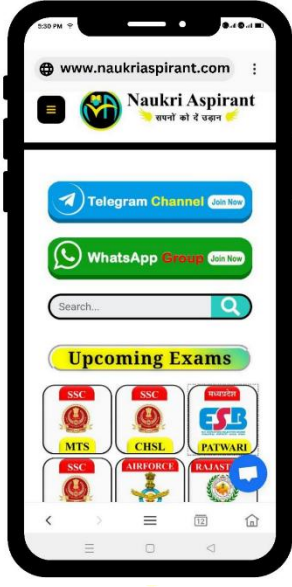 5:30 PM
www.naukriaspirant.com
Naukri Aspirant
सपनों को दें उड़ान
Telegram Channel Join Now
WhatsApp Group Join Now
Search...
Upcoming Exams
SSC
MTS
SSC
CHSL
मध्यप्रदेश
ESB
PATWARI
SSC
AIRFORCE
RAJAST
12